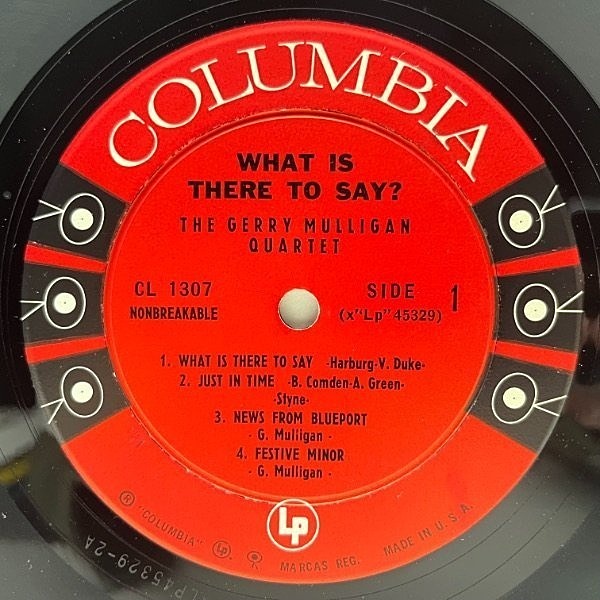 COLUMBIA
WHAT IS
THERE TO SAY?
THE GERRY MULLIGAN
QUARTET
CL 1307
NONBREAKABLE
SIDE 1
(x"Lp" 45329)
1. WHAT IS THERE TO SAY -Harburg-V. Duke-
2. JUST IN TIME -B. Comden-A. Green-
-Styne-
3. NEWS FROM BLUEPORT
- G. Mulligan -
4. FESTIVE MINOR
- G. Mulligan -
Lp
® "COLUMBIA" Lp MARCAS REG. MADE IN U.S.A.
LP45329-2A